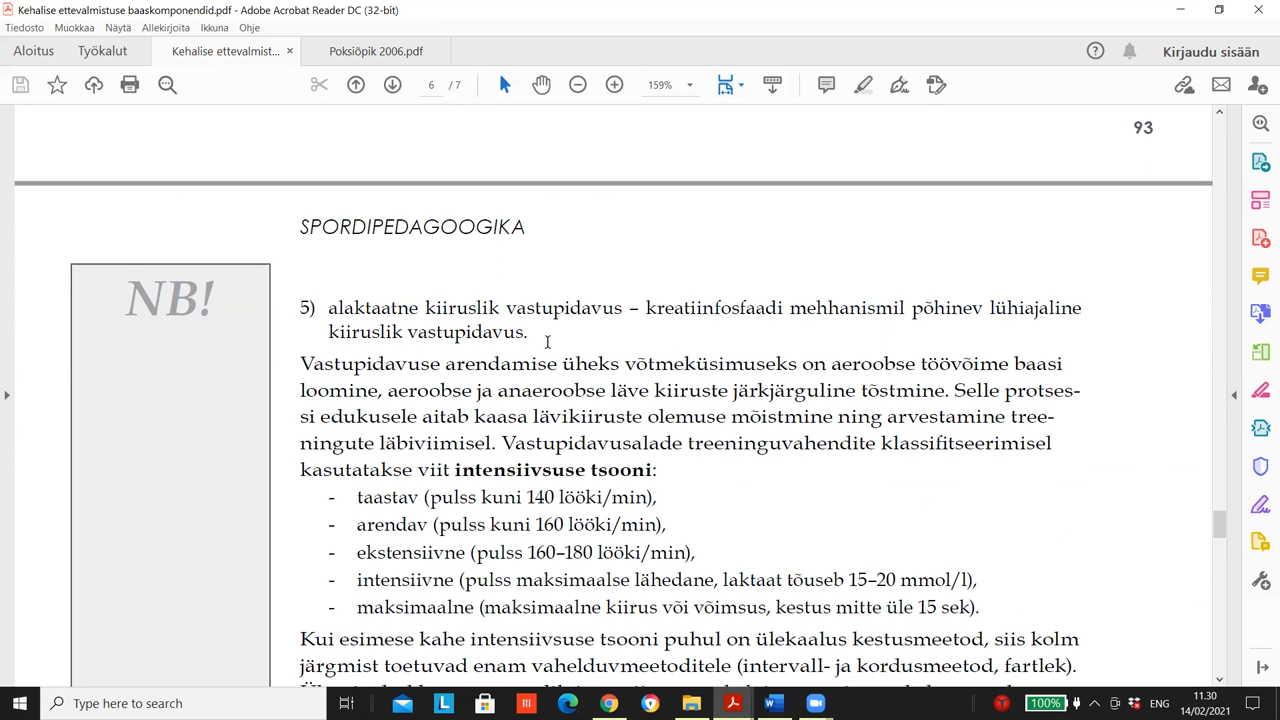 Kehalise ettevalmistuse baaskomponendid.pdf - Adobe Acrobat Reader DC (32-bit)
Tiedosto Muokkaa Näytä Allekirjoita Ikkuna Ohje
Aloitus Työkalut Kehalise ettevalmist... × Poksiõpik 2006.pdf Kirjaudu sisään
6 / 7 159%
93
SPORDIPEDAGOOGIKA
NB!
5) alaktaatne kiiruslik vastupidavus – kreatiinfosfaadi mehhanismil põhinev lühiajaline
kiiruslik vastupidavus.
Vastupidavuse arendamise üheks võtmeküsimuseks on aeroobse töövõime baasi
loomine, aeroobse ja anaeroobse läve kiiruste järkjärguline tõstmine. Selle protses-
si edukusele aitab kaasa lävikiiruste olemuse mõistmine ning arvestamine tree-
ningute läbiviimisel. Vastupidavusalade treeninguvahendite klassifitseerimisel
kasutatakse viit intensiivsuse tsooni:
- taastav (pulss kuni 140 lööki/min),
- arendav (pulss kuni 160 lööki/min),
- ekstensiivne (pulss 160–180 lööki/min),
- intensiivne (pulss maksimaalse lähedane, laktaat tõuseb 15–20 mmol/l),
- maksimaalne (maksimaalne kiirus või võimsus, kestus mitte üle 15 sek).
Kui esimese kahe intensiivsuse tsooni puhul on ülekaalus kestusmeetod, siis kolm
järgmist toetuvad enam vahelduvmeetoditele (intervall- ja kordusmeetod, fartlek).
Type here to search
100% ENG 11.30
14/02/2021